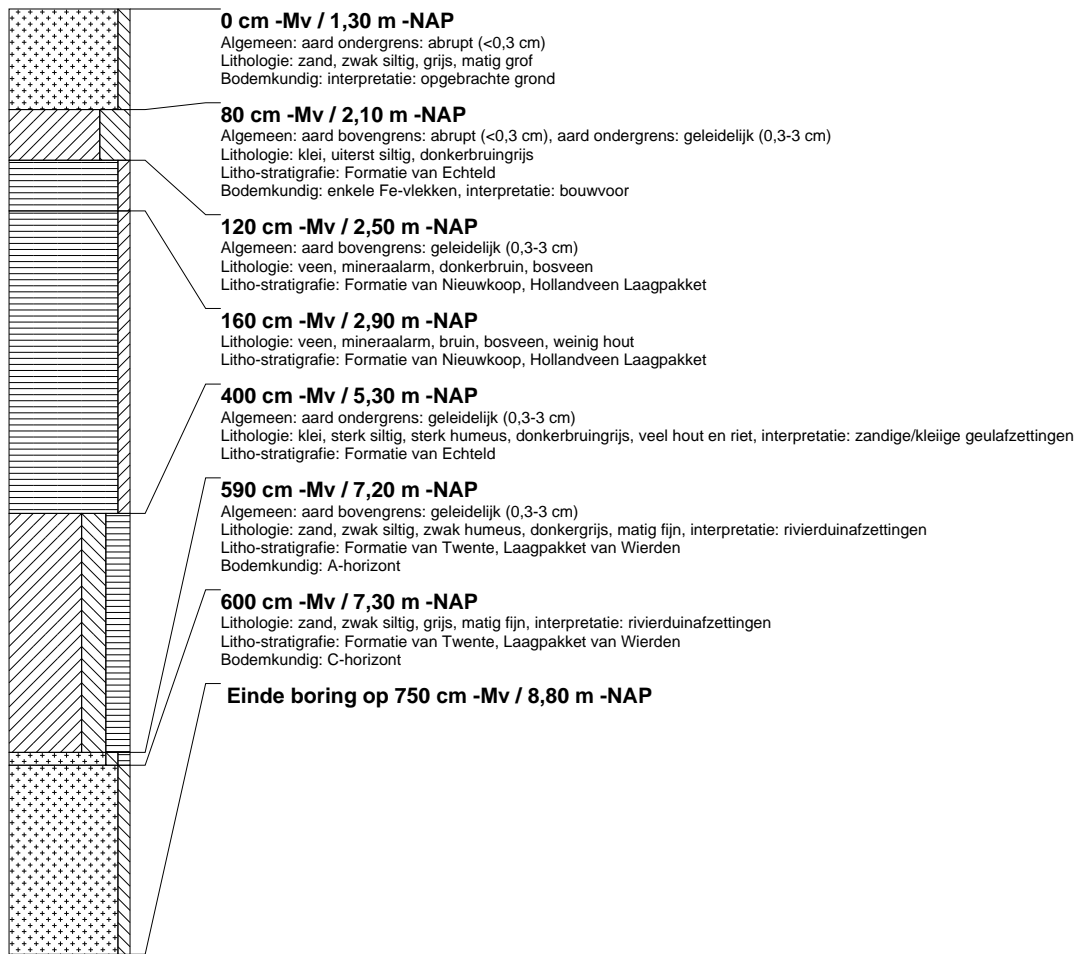 0 cm -Mv / 1,30 m -NAP
Algemeen: aard ondergrens: abrupt (<0,3 cm)
Lithologie: zand, zwak siltig, grijs, matig grof
Bodemkundig: interpretatie: opgebrachte grond
80 cm -Mv / 2,10 m -NAP
Algemeen: aard bovengrens: abrupt (<0,3 cm), aard ondergrens: geleidelijk (0,3-3 cm)
Lithologie: klei, uiterst siltig, donkerbruingrijs
Litho-stratigrafie: Formatie van Echteld
Bodemkundig: enkele Fe-vlekken, interpretatie: bouwvoor
120 cm -Mv / 2,50 m -NAP
Algemeen: aard bovengrens: geleidelijk (0,3-3 cm)
Lithologie: veen, mineraalarm, donkerbruin, bosveen
Litho-stratigrafie: Formatie van Nieuwkoop, Hollandveen Laagpakket
160 cm -Mv / 2,90 m -NAP
Lithologie: veen, mineraalarm, bruin, bosveen, weinig hout
Litho-stratigrafie: Formatie van Nieuwkoop, Hollandveen Laagpakket
400 cm -Mv / 5,30 m -NAP
Algemeen: aard ondergrens: geleidelijk (0,3-3 cm)
Lithologie: klei, sterk siltig, sterk humeus, donkerbruingrijs, veel hout en riet, interpretatie: zandige/kleiige geulafzettingen
Litho-stratigrafie: Formatie van Echteld
590 cm -Mv / 7,20 m -NAP
Algemeen: aard bovengrens: geleidelijk (0,3-3 cm)
Lithologie: zand, zwak siltig, zwak humeus, donkergrijs, matig fijn, interpretatie: rivierduinafzettingen
Litho-stratigrafie: Formatie van Twente, Laagpakket van Wierden
Bodemkundig: A-horizont
600 cm -Mv / 7,30 m -NAP
Lithologie: zand, zwak siltig, grijs, matig fijn, interpretatie: rivierduinafzettingen
Litho-stratigrafie: Formatie van Twente, Laagpakket van Wierden
Bodemkundig: C-horizont
Einde boring op 750 cm -Mv / 8,80 m -NAP